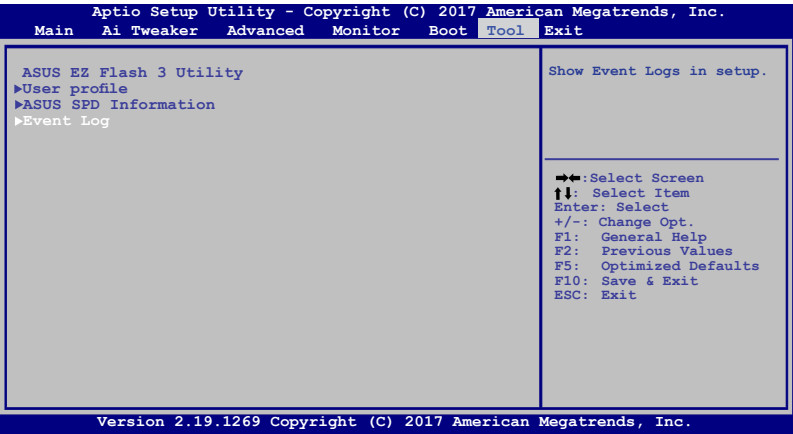 Aptio Setup Utility - Copyright (C) 2017 American Megatrends, Inc.
Main Ai Tweaker Advanced Monitor Boot Tool Exit
ASUS EZ Flash 3 Utility
▶User profile
▶ASUS SPD Information
▶Event Log
Show Event Logs in setup.
→←:Select Screen
↑↓: Select Item
Enter: Select
+/-: Change Opt.
F1: General Help
F2: Previous Values
F5: Optimized Defaults
F10: Save & Exit
ESC: Exit
Version 2.19.1269 Copyright (C) 2017 American Megatrends, Inc.